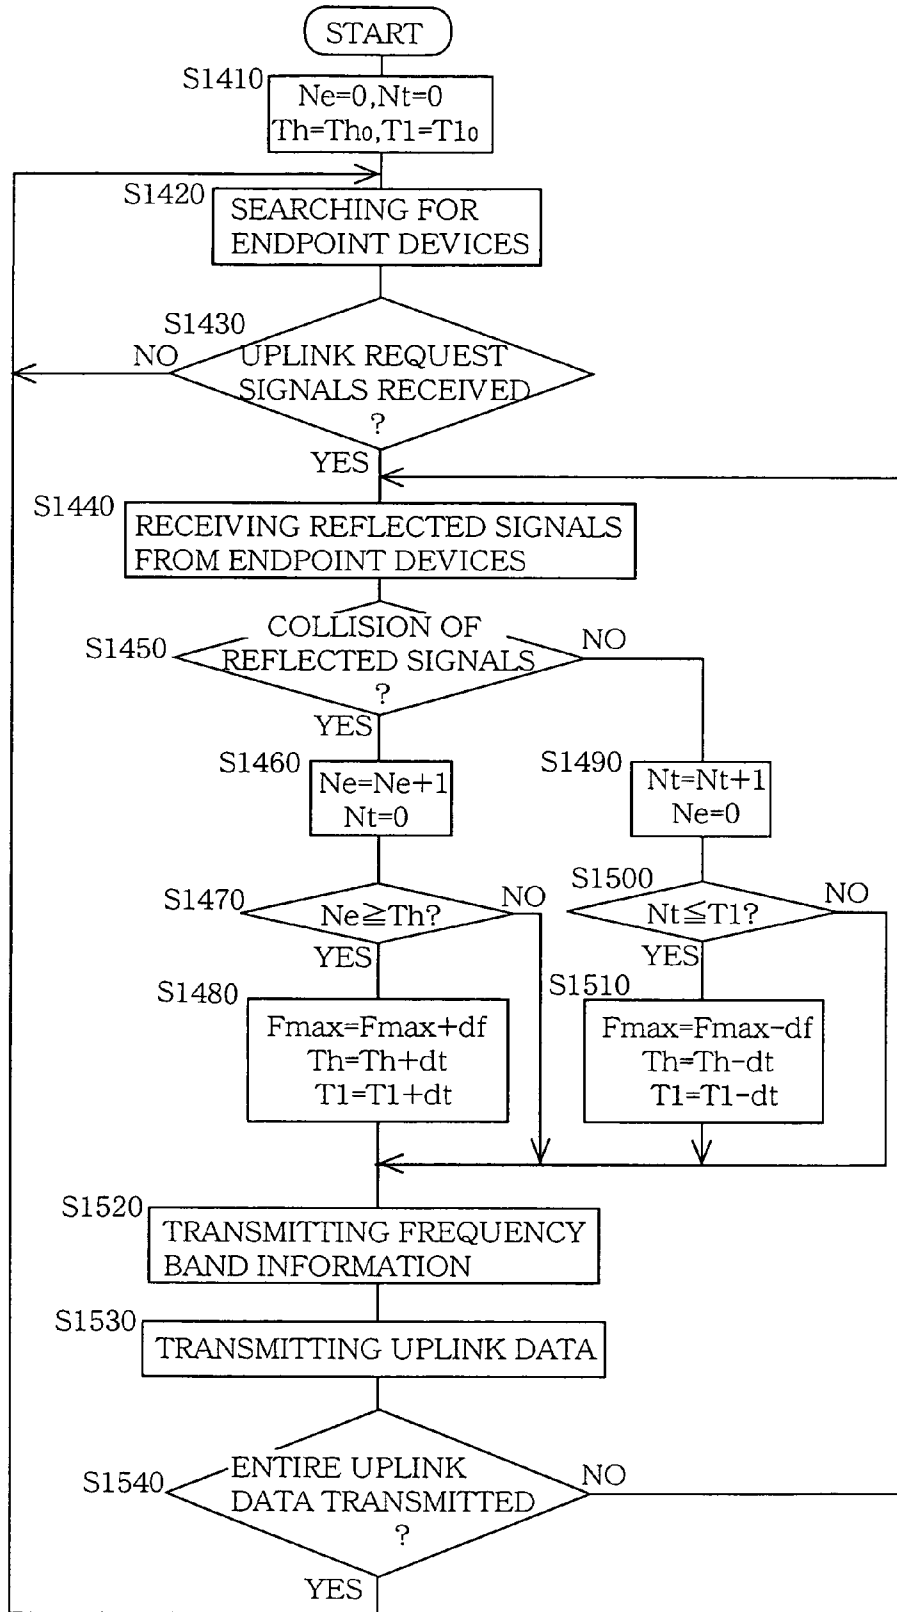 START
S1410
Ne=0,Nt=0
Th=Th0,T1=T10
S1420
SEARCHING FOR
ENDPOINT DEVICES
S1430
NO
UPLINK REQUEST
SIGNALS RECEIVED
?
YES
S1440
RECEIVING REFLECTED SIGNALS
FROM ENDPOINT DEVICES
S1450
COLLISION OF
REFLECTED SIGNALS
?
NO
YES
S1460
Ne=Ne+1
Nt=0
S1490
Nt=Nt+1
Ne=0
S1470
Ne≧Th?
NO
YES
S1500
Nt≦T1?
NO
YES
S1480
Fmax=Fmax+df
Th=Th+dt
T1=T1+dt
S1510
Fmax=Fmax-df
Th=Th-dt
T1=T1-dt
S1520
TRANSMITTING FREQUENCY
BAND INFORMATION
S1530
TRANSMITTING UPLINK DATA
S1540
ENTIRE UPLINK
DATA TRANSMITTED
?
NO
YES